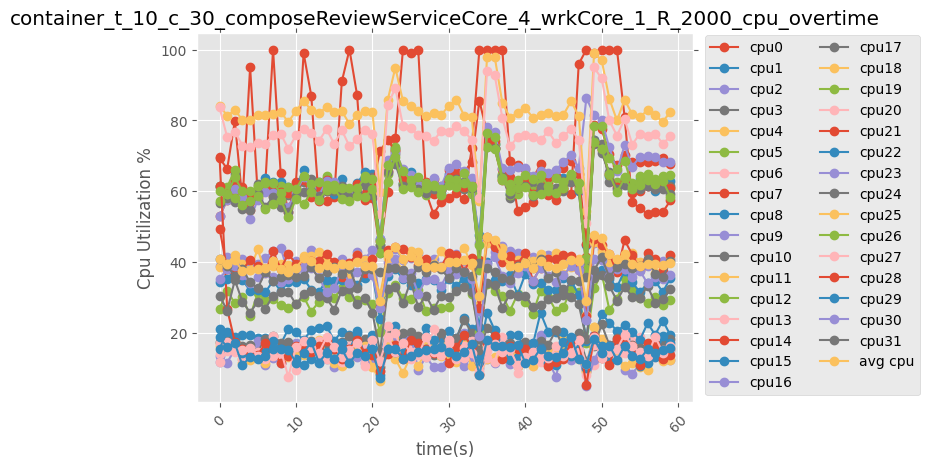 container_t_10_c_30_composeReviewServiceCore_4_wrkCore_1_R_2000_cpu_overtime
Cpu Utilization %
100
80
60
40
20
0
10
20
30
40
50
60
time(s)
cpu0
cpu1
cpu2
cpu3
cpu4
cpu5
cpu6
cpu7
cpu8
cpu9
cpu10
cpu11
cpu12
cpu13
cpu14
cpu15
cpu16
cpu17
cpu18
cpu19
cpu20
cpu21
cpu22
cpu23
cpu24
cpu25
cpu26
cpu27
cpu28
cpu29
cpu30
cpu31
avg cpu